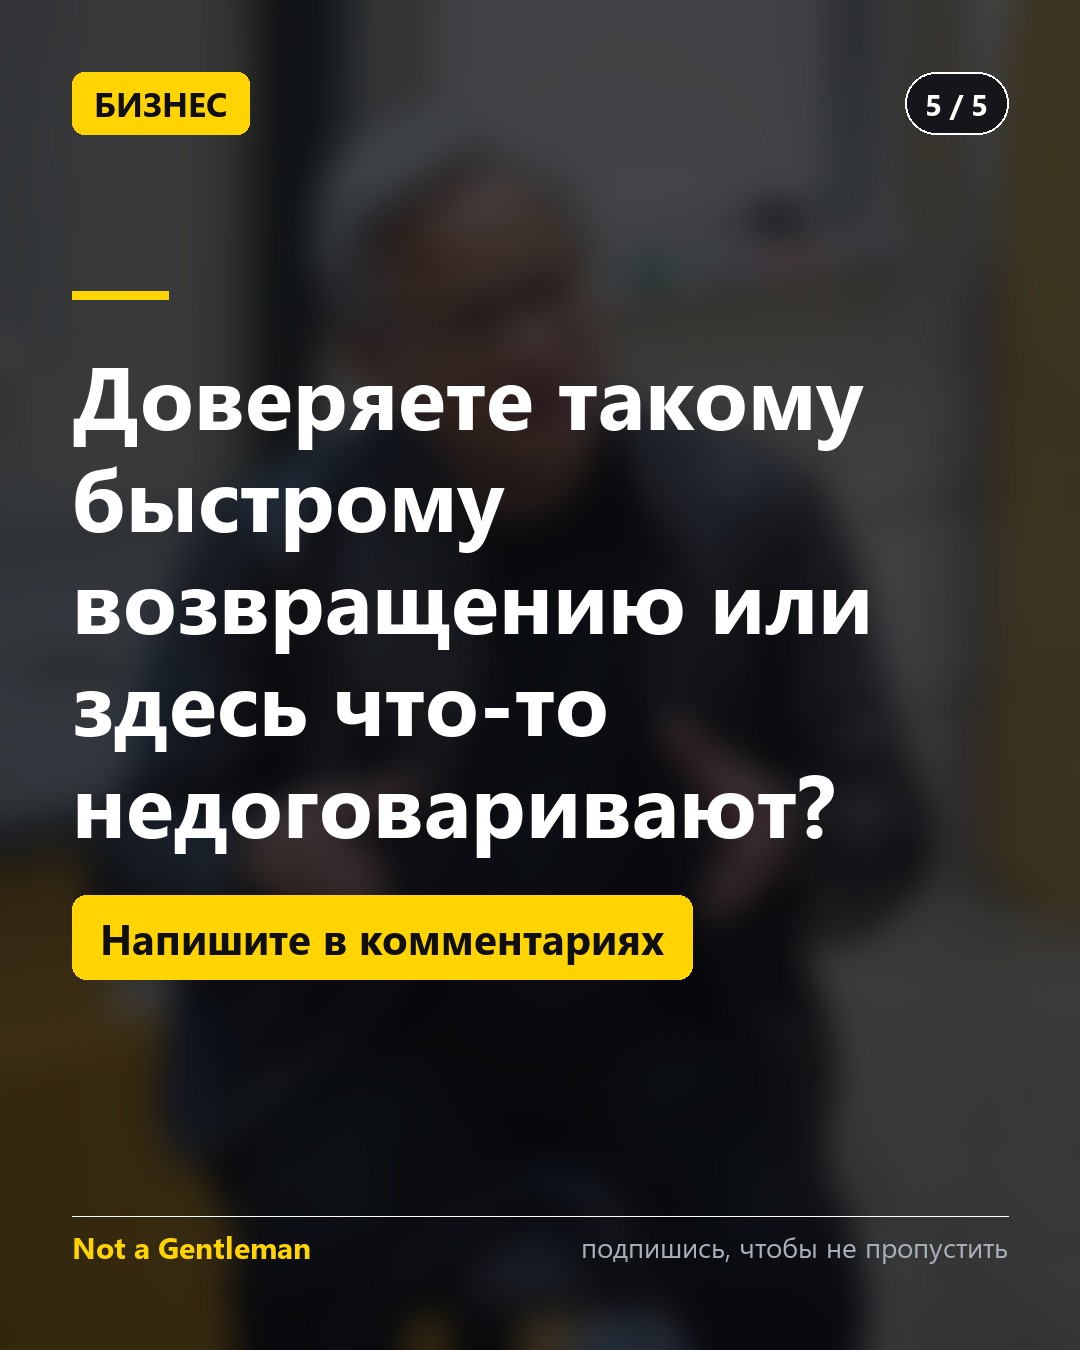 БИЗНЕС
5 / 5
Доверяете такому
быстрому
возвращению или
здесь что-то
недоговаривают?
Напишите в комментариях
Not a Gentleman
подпишись, чтобы не пропустить